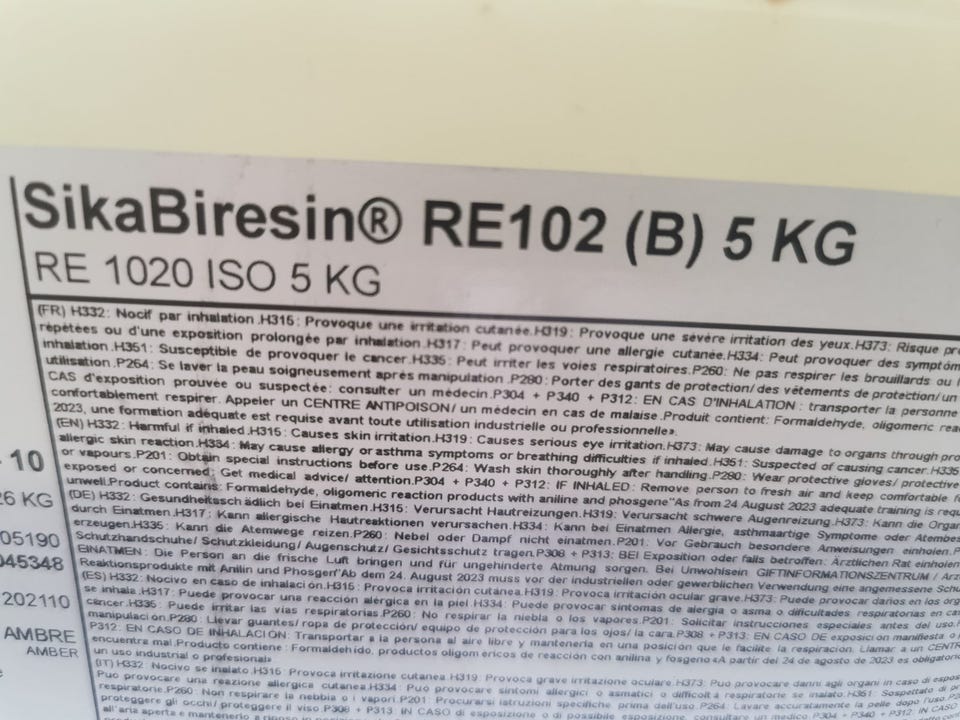 SikaBiresin® RE102 (B) 5 KG
RE 1020 ISO 5 KG
(FR) H332: Nocif par inhalation.H315: Provoque une irritation cutanée.H319: Provoque une sévère irritation des yeux.H373: Risque
répétées ou d'une exposition prolongée par inhalation.H317: Peut provoquer une allergie cutanée.H334: Peut provoquer des
inhalation.H351: Susceptible de provoquer le cancer.H335: Peut irriter les voies respiratoires.P260: Ne pas respirer les brouillards ou
utilisation.P264: Se laver la peau soigneusement après manipulation.P280: Porter des gants de protection/ des vêtements de protection/ un
CAS d'exposition prouvée ou suspectée: consulter un médecin.P304 + P340 + P312: EN CAS D'INHALATION: transporter la personne
confortablement respirer. Appeler un CENTRE ANTIPOISON/ un médecin en cas de malaise.Produit contient: Formaldehyde, oligomeric
2023, une formation adéquate est requise avant toute utilisation industrielle ou professionnelle».
(EN) H332: Harmful if inhaled.H315: Causes skin irritation.H319: Causes serious eye irritation.H373: May cause damage to organs through
allergic skin reaction.H334: May cause allergy or asthma symptoms or breathing difficulties if inhaled.H351: Suspected of causing cancer.H335
or vapours.P201: Obtain special instructions before use.P264: Wash skin thoroughly after handling.P280: Wear protective gloves/ protective
exposed or concerned: Get medical advice/ attention.P304 + P340 + P312: IF INHALED: Remove person to fresh air and keep comfortable
unwell.Product contains: Formaldehyde, oligomeric reaction products with aniline and phosgene"As from 24 August 2023 adequate training is
(DE) H332: Gesundheitsschädlich bei Einatmen.H315: Verursacht Hautreizungen.H319: Verursacht schwere Augenreizung.H373: Kann die
durch Einatmen.H317: Kann allergische Hautreaktionen verursachen.H334: Kann bei Einatmen Allergie, asthmaartige Symptome oder
erzeugen.H335: Kann die Atemwege reizen.P260: Nebel oder Dampf nicht einatmen.P201: Vor Gebrauch besondere Anweisungen einholen.
Schutzhandschuhe/ Schutzkleidung/ Augenschutz/ Gesichtsschutz tragen.P308 + P313: BEI Exposition oder falls betroffen: Ärztlichen Rat einholen
EINATMEN: Die Person an die frische Luft bringen und für ungehinderte Atmung sorgen. Bei Unwohlsein GIFTINFORMATIONSZENTRUM /
Reaktionsprodukte mit Anilin und Phosgen"Ab dem 24. August 2023 muss vor der industriellen oder gewerblichen Verwendung eine angemessene
(ES) H332: Nocivo en caso de inhalación.H315: Provoca irritación cutánea.H319: Provoca irritación ocular grave.H373: Puede provocar daños en los
se inhala.H317: Puede provocar una reacción alérgica en la piel.H334: Puede provocar síntomas de alergia o asma o dificultades respiratorias en
cáncer.H335: Puede irritar las vías respiratorias.P260: No respirar la niebla o los vapores.P201: Solicitar instrucciones especiales antes del uso.
manipulación.P280: Llevar guantes/ ropa de protección/ equipo de protección para los ojos/ la cara.P308 + P313: EN CASO DE exposición manifiesta o
P312: EN CASO DE INHALACIÓN: Transportar a la persona al aire libre y mantenerla en una posición que le facilite la respiración. Llamar a un
encuentra mal.Producto contiene: Formaldehído, productos oligoméricos de reacción con anilina y fosgeno«A partir del 24 de agosto de 2023 es
un uso industrial o profesional»
(IT) H332: Nocivo se inalato.H315: Provoca irritazione cutanea.H319: Provoca grave irritazione oculare.H373: Può provocare danni agli organi in caso di
Può provocare una reazione allergica cutanea.H334: Può provocare sintomi allergici o asmatici o difficoltà respiratorie se inalato.H351: Sospettato di
respiratorie.P260: Non respirare la nebbia o i vapori.P201: Procurarsi istruzioni specifiche prima dell'uso.P264: Lavare accuratamente la pelle dopo l'uso
proteggere gli occhi/ proteggere il viso.P308 + P313: IN CASO di esposizione o di possibile esposizione, consultare un medico.P304 + P340 + P312: IN CASO
all'aria aperta e mantenerlo a riposo in
10
KG
05190
045348
202110
AMBRE
AMBER